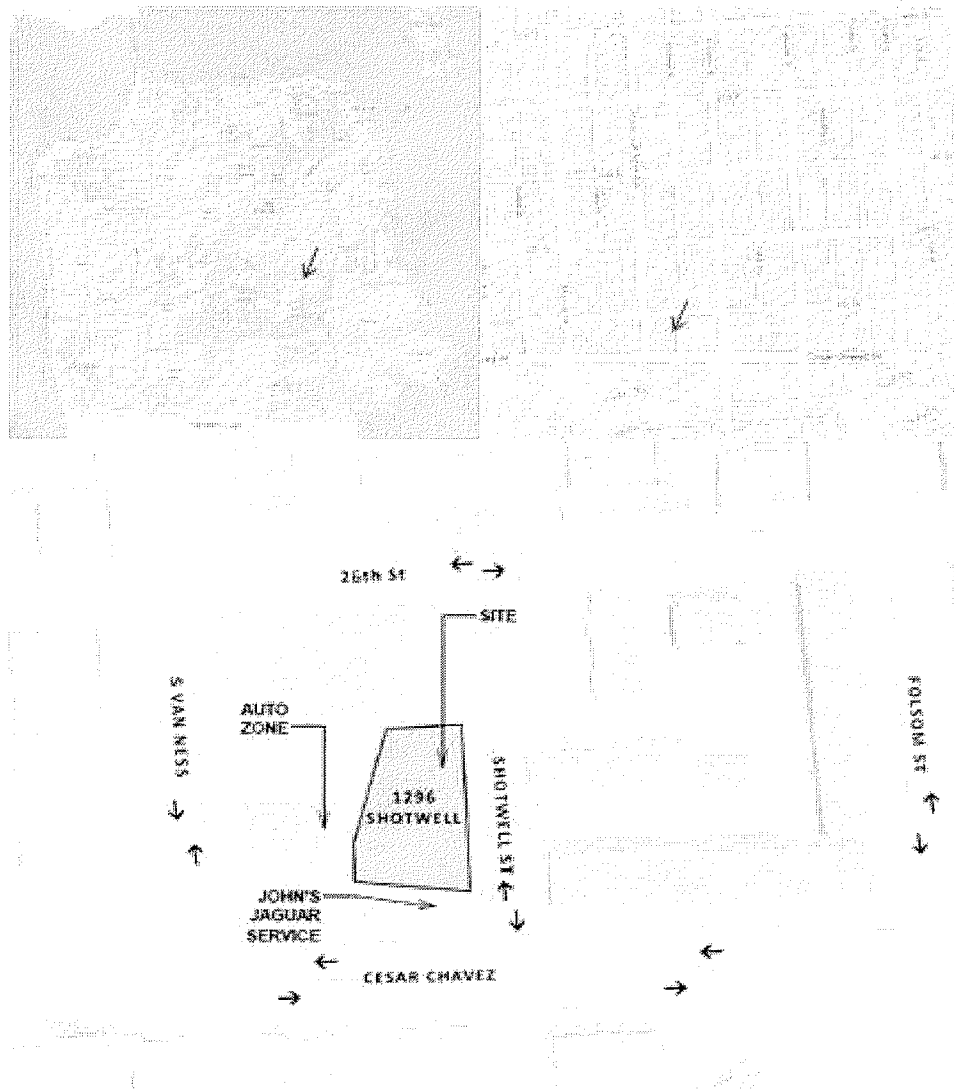 26th St
SITE
S VAN NESS
AUTO
ZONE
FOLSOM ST
1296
SHOTWELL
SHOTWELL ST
JOHN'S
JAGUAR
SERVICE
CESAR CHAVEZ